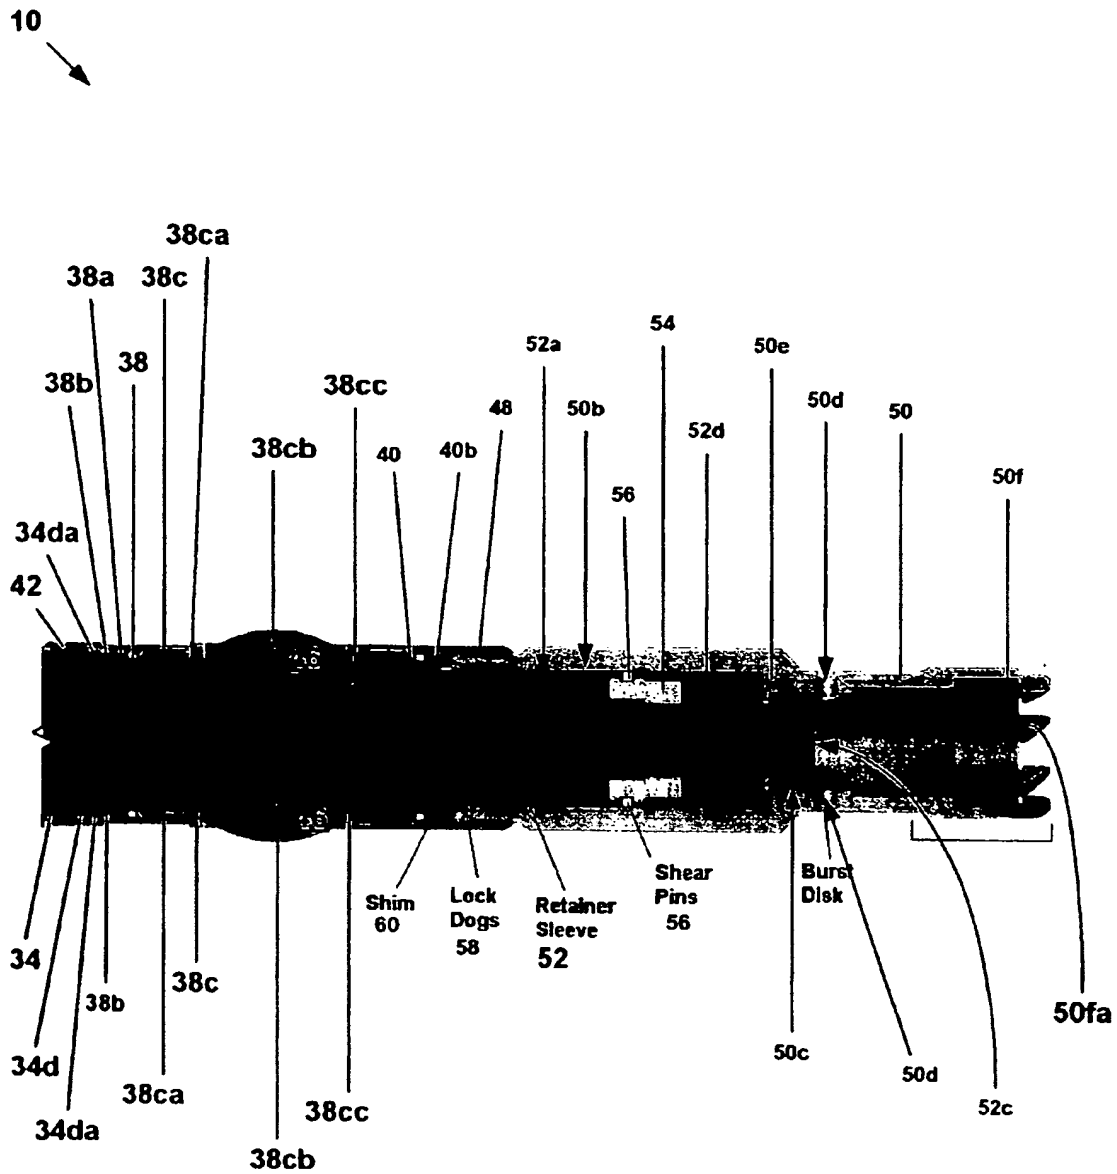 10
38ca
38a
38c
54
52a
50e
38b
38
38cc
48
50b
50d
50
52d
38cb
40
40b
50f
56
34da
42
Shim
60
Lock
Dogs
58
Retainer
Sleeve
52
Shear
Pins
56
Burst
Disk
34
38b
38c
50fa
34d
38ca
38cc
50c
50d
52c
34da
38cb